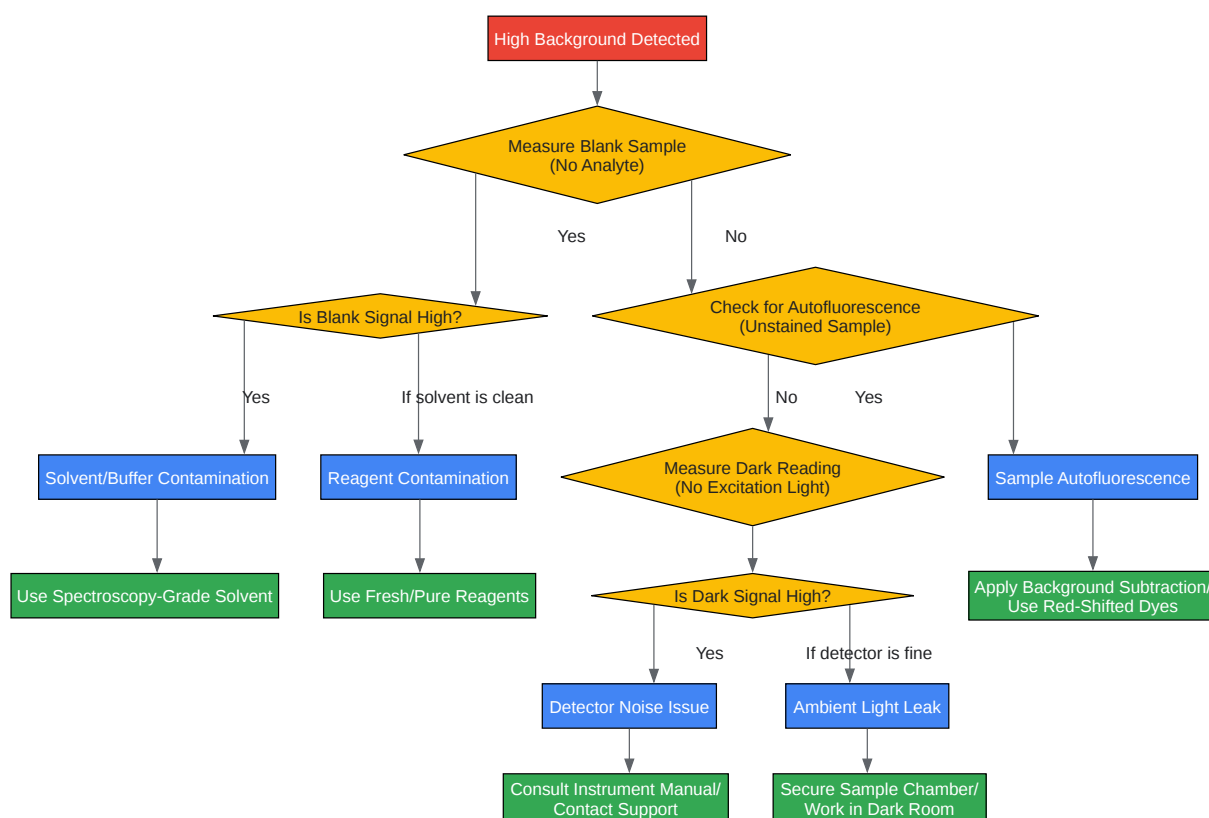 High Background Detected
Measure Blank Sample
(No Analyte)
Yes
No
Is Blank Signal High?
Check for Autofluorescence
(Unstained Sample)
Yes
If solvent is clean
No
Yes
Solvent/Buffer Contamination
Reagent Contamination
Measure Dark Reading
(No Excitation Light)
Sample Autofluorescence
Use Spectroscopy-Grade Solvent
Use Fresh/Pure Reagents
Is Dark Signal High?
Apply Background Subtraction/
Use Red-Shifted Dyes
Yes
If detector is fine
Detector Noise Issue
Ambient Light Leak
Consult Instrument Manual/
Contact Support
Secure Sample Chamber/
Work in Dark Room